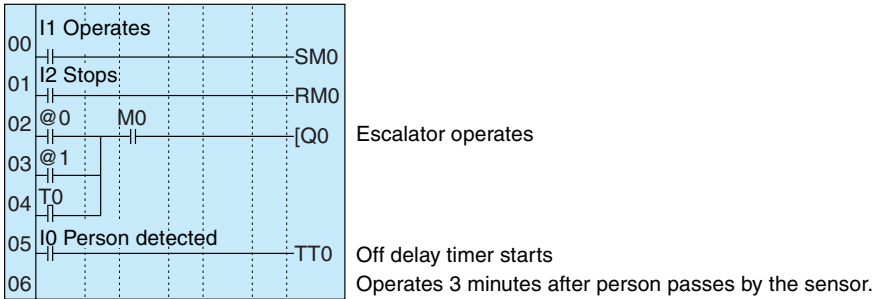 I1 Operates
00 SM0
I2 Stops
01 RM0
@0 M0
02 [Q0 Escalator operates
@1
03
T0
04
I0 Person detected
05 TT0 Off delay timer starts
06 Operates 3 minutes after person passes by the sensor.